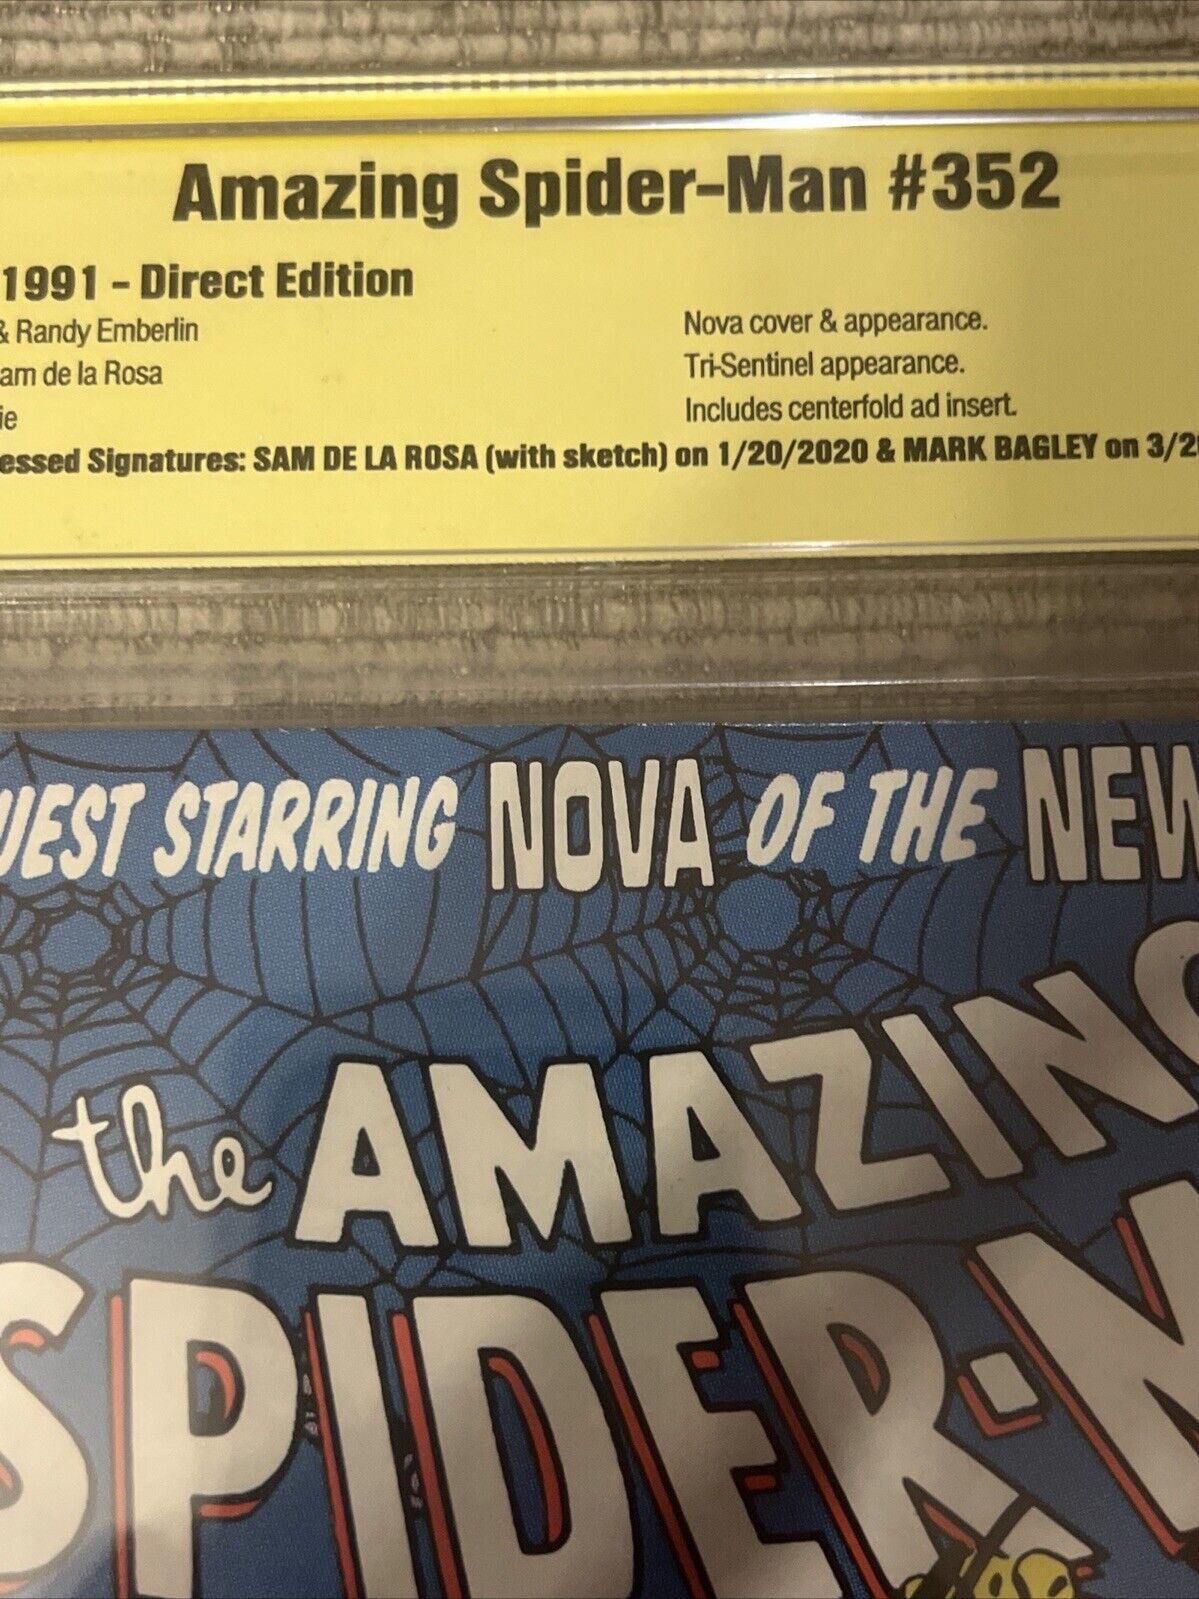 Amazing Spider-Man #352
1991 - Direct Edition
& Randy Emberlin
am de la Rosa
ie
Nova cover & appearance.
Tri-Sentinel appearance.
Includes centerfold ad insert.
essed Signatures: SAM DE LA ROSA (with sketch) on 1/20/2020 & MARK BAGLEY on 3/2
UEST STARRING NOVA OF THE NEW
the AMAZING
SPIDER-M